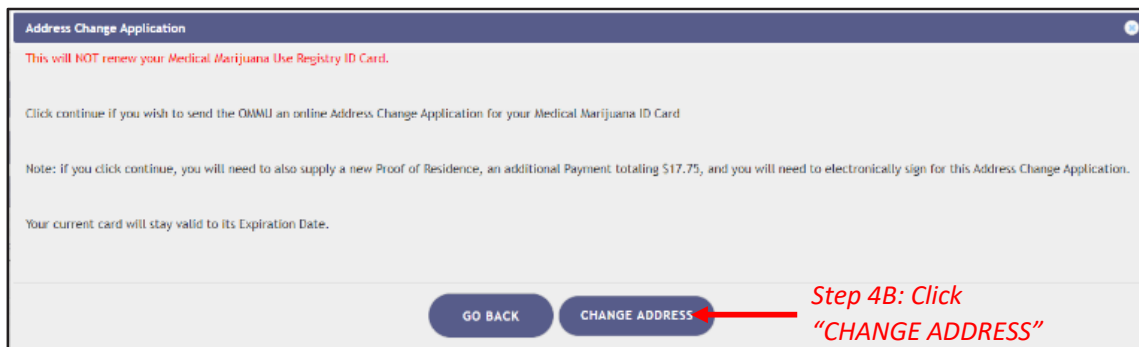 Address Change Application
This will NOT renew your Medical Marijuana Use Registry ID Card.
Click continue if you wish to send the OMMU an online Address Change Application for your Medical Marijuana ID Card
Note: if you click continue, you will need to also supply a new Proof of Residence, an additional Payment totaling $17.75, and you will need to electronically sign for this Address Change Application.
Your current card will stay valid to its Expiration Date.
GO BACK
CHANGE ADDRESS
Step 4B: Click
“CHANGE ADDRESS”